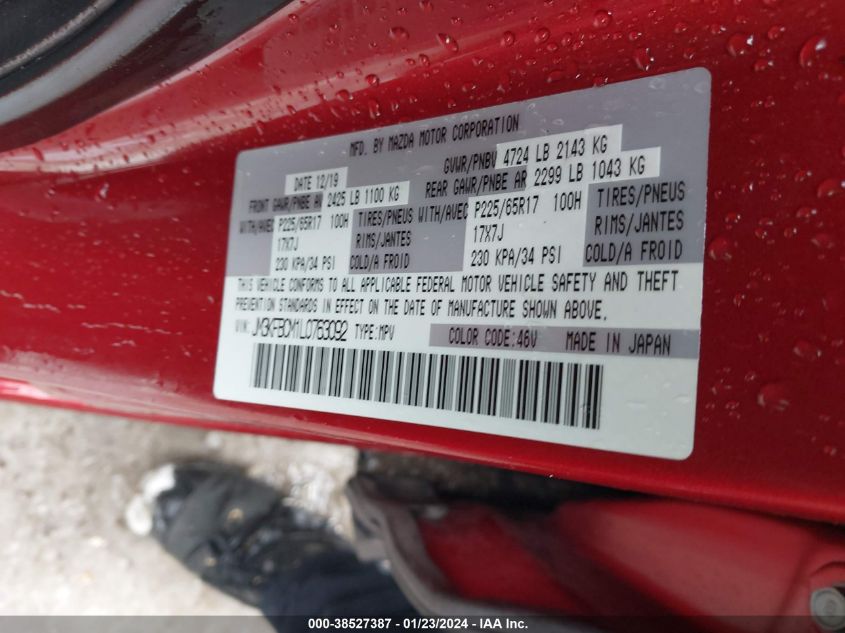 MFD. BY MAZDA MOTOR CORPORATION
DATE 12/19 GVWR/PNBV 4724 LB 2143 KG
FRONT GAWR/PNBE AV 2425 LB 1100 KG REAR GAWR/PNBE AR 2299 LB 1043 KG
WITH/AVEC P225/65R17 100H TIRES/PNEUS WITH/AVEC P225/65R17 100H TIRES/PNEUS
17X7J RIMS/JANTES 17X7J RIMS/JANTES
230 KPA/34 PSI COLD/A FROID 230 KPA/34 PSI COLD/A FROID
THIS VEHICLE CONFORMS TO ALL APPLICABLE FEDERAL MOTOR VEHICLE SAFETY AND THEFT
PREVENTION STANDARDS IN EFFECT ON THE DATE OF MANUFACTURE SHOWN ABOVE.
VIN: JM3KFBCM1L0763092 TYPE:MPV COLOR CODE:46V MADE IN JAPAN
000-38527387 - 01/23/2024 - IAA Inc.